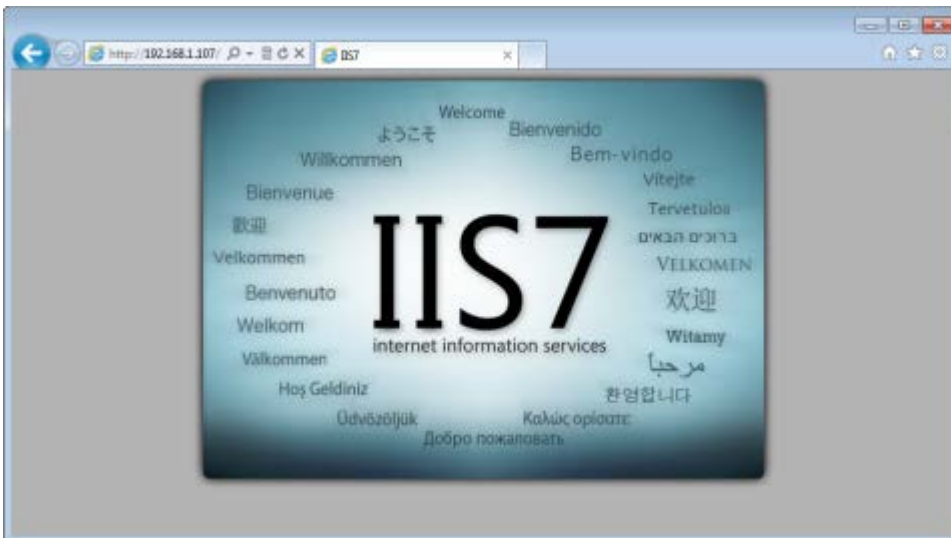 http://192.168.1.107/
IIS7
Welcome
ようこそ
Bienvenido
Willkommen
Bem-vindo
Bienvenue
Vítejte
歡迎
Tervetuloa
ברוכים הבאים
Velkommen
VELKOMEN
Benvenuto
欢迎
Welkom
Witamy
Välkommen
مرحباً
Hoş Geldiniz
환영합니다
Üdvözöljük
Καλώς ορίσατε
Добро пожаловать
IIS7
internet information services